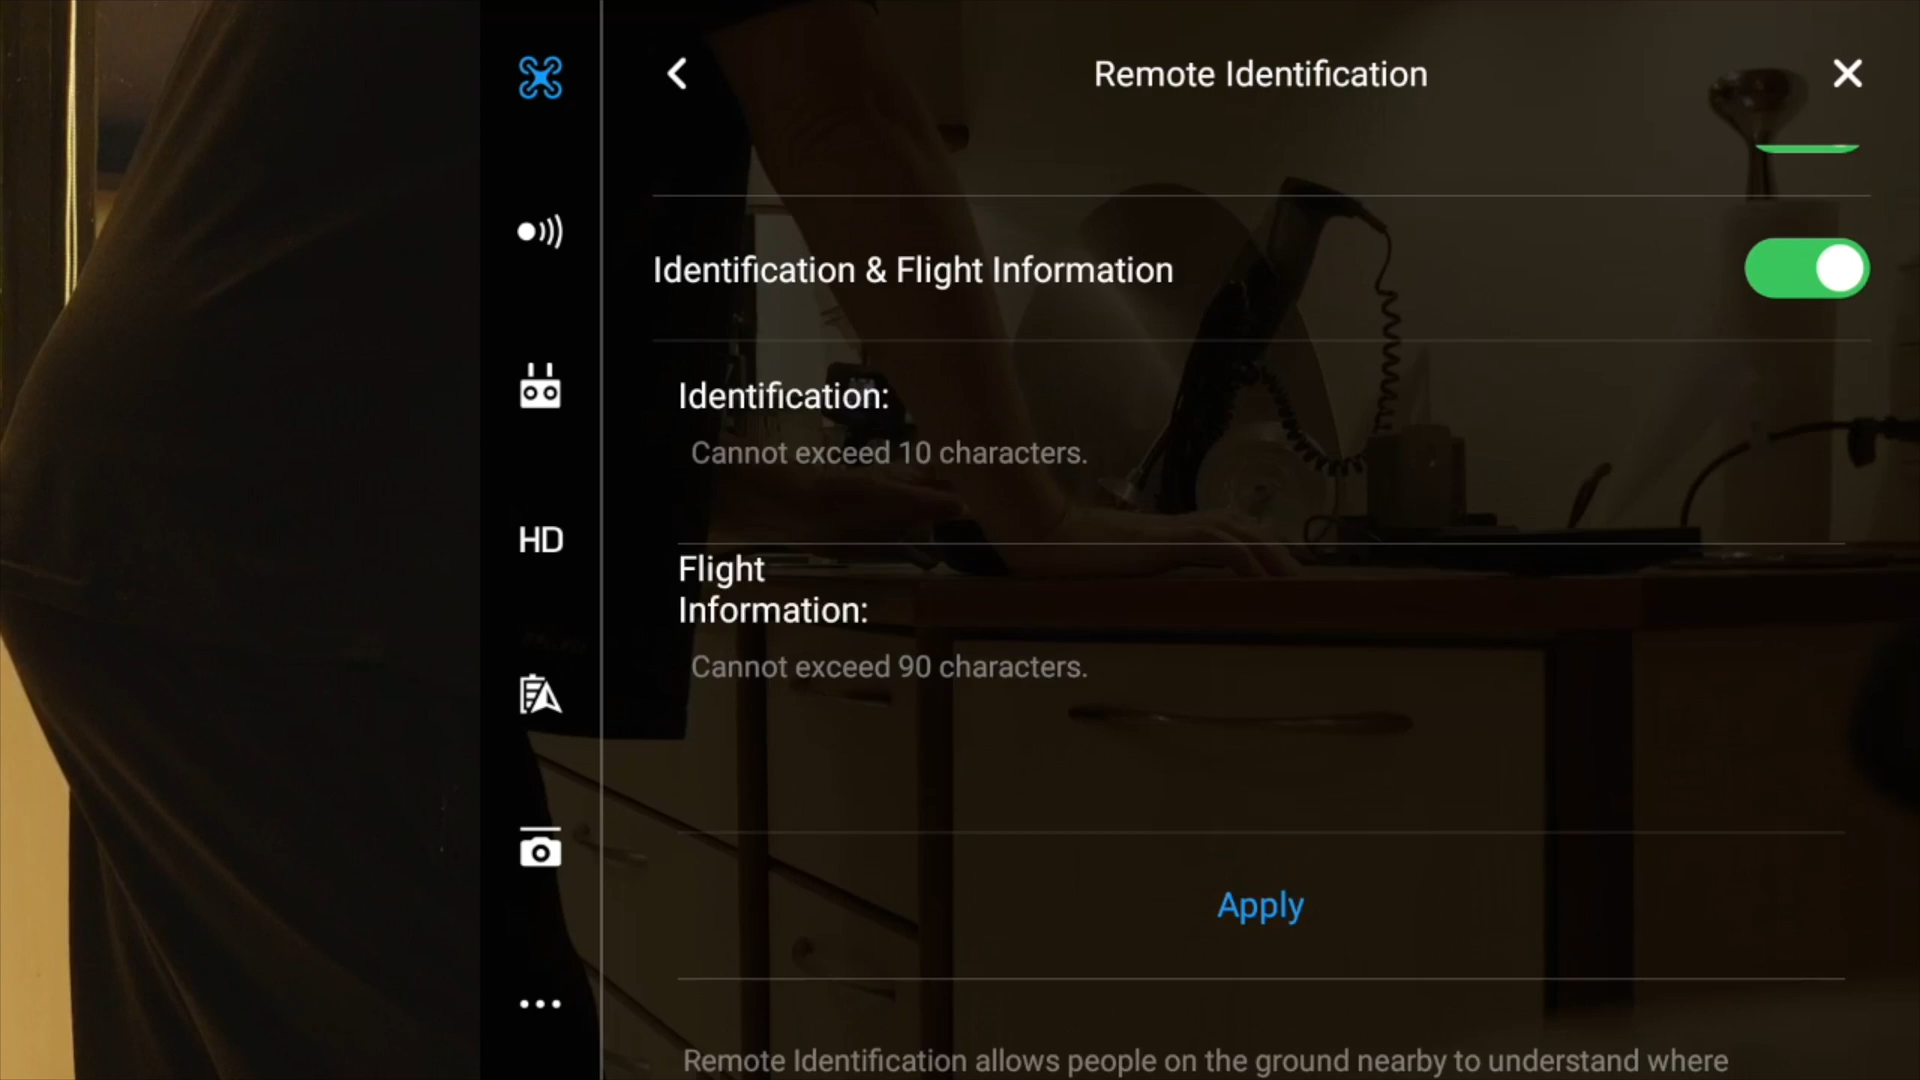 Remote Identification
Identification & Flight Information
Identification:
Cannot exceed 10 characters.
HD
Flight
Information:
Cannot exceed 90 characters.
Apply
Remote Identification allows people on the ground nearby to understand where